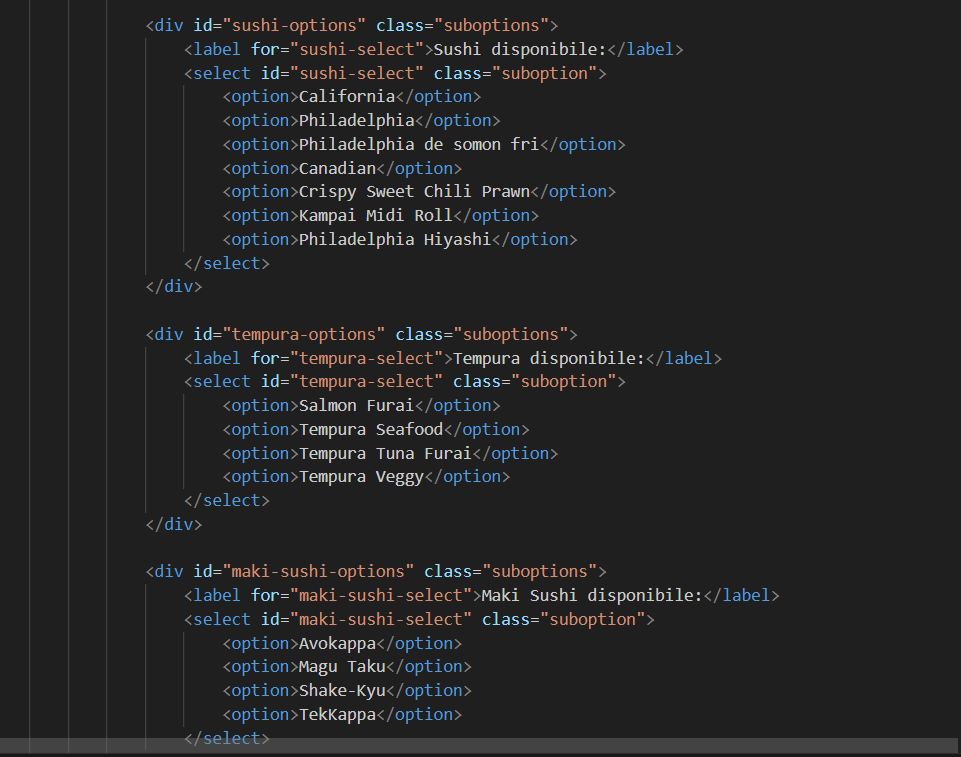 <div id="sushi-options" class="suboptions">
<label for="sushi-select">Sushi disponibile:</label>
<select id="sushi-select" class="suboption">
<option>California</option>
<option>Philadelphia</option>
<option>Philadelphia de somon fri</option>
<option>Canadian</option>
<option>Crispy Sweet Chili Prawn</option>
<option>Kampai Midi Roll</option>
<option>Philadelphia Hiyashi</option>
</select>
</div>
<div id="tempura-options" class="suboptions">
<label for="tempura-select">Tempura disponibile:</label>
<select id="tempura-select" class="suboption">
<option>Salmon Furai</option>
<option>Tempura Seafood</option>
<option>Tempura Tuna Furai</option>
<option>Tempura Veggy</option>
</select>
</div>
<div id="maki-sushi-options" class="suboptions">
<label for="maki-sushi-select">Maki Sushi disponibile:</label>
<select id="maki-sushi-select" class="suboption">
<option>Avokappa</option>
<option>Magu Taku</option>
<option>Shake-Kyu</option>
<option>TekKappa</option>
</select>